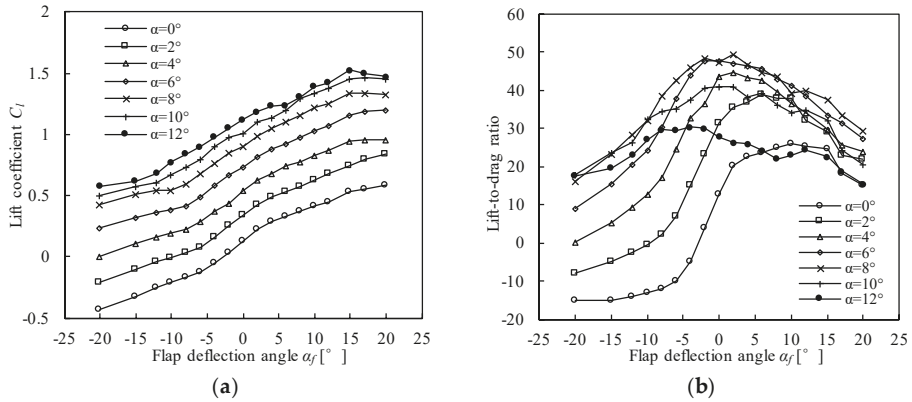 2
1.5
1
0.5
0
-0.5
Lift coefficient Cl
α=0°
α=2°
α=4°
α=6°
α=8°
α=10°
α=12°
-25 -20 -15 -10 -5 0 5 10 15 20 25
Flap deflection angle αf [°]
(a)
60
50
40
30
20
10
0
-10
-20
Lift-to-drag ratio
α=0°
α=2°
α=4°
α=6°
α=8°
α=10°
α=12°
-25 -20 -15 -10 -5 0 5 10 15 20 25
Flap deflection angle αf [°]
(b)